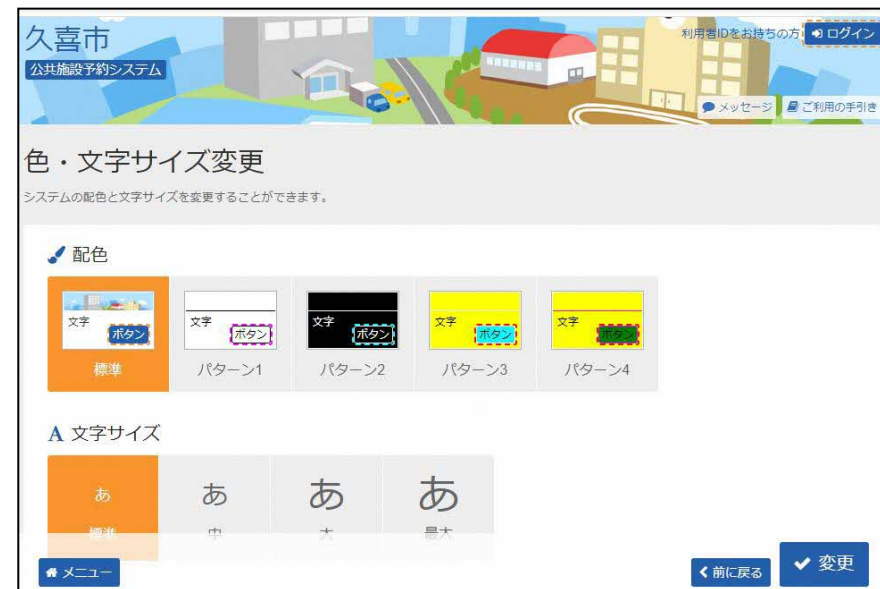 久喜市
公共施設予約システム
利用者IDをお持ちの方 ログイン
メッセージ ご利用の手引き
色・文字サイズ変更
システムの配色と文字サイズを変更することができます。
配色
文字 ボタン 文字 ボタン 文字 ボタン 文字 ボタン 文字 ボタン
標準 パターン1 パターン2 パターン3 パターン4
A 文字サイズ
あ あ あ あ
標準 中 大 最大
メニュー 前に戻る 変更